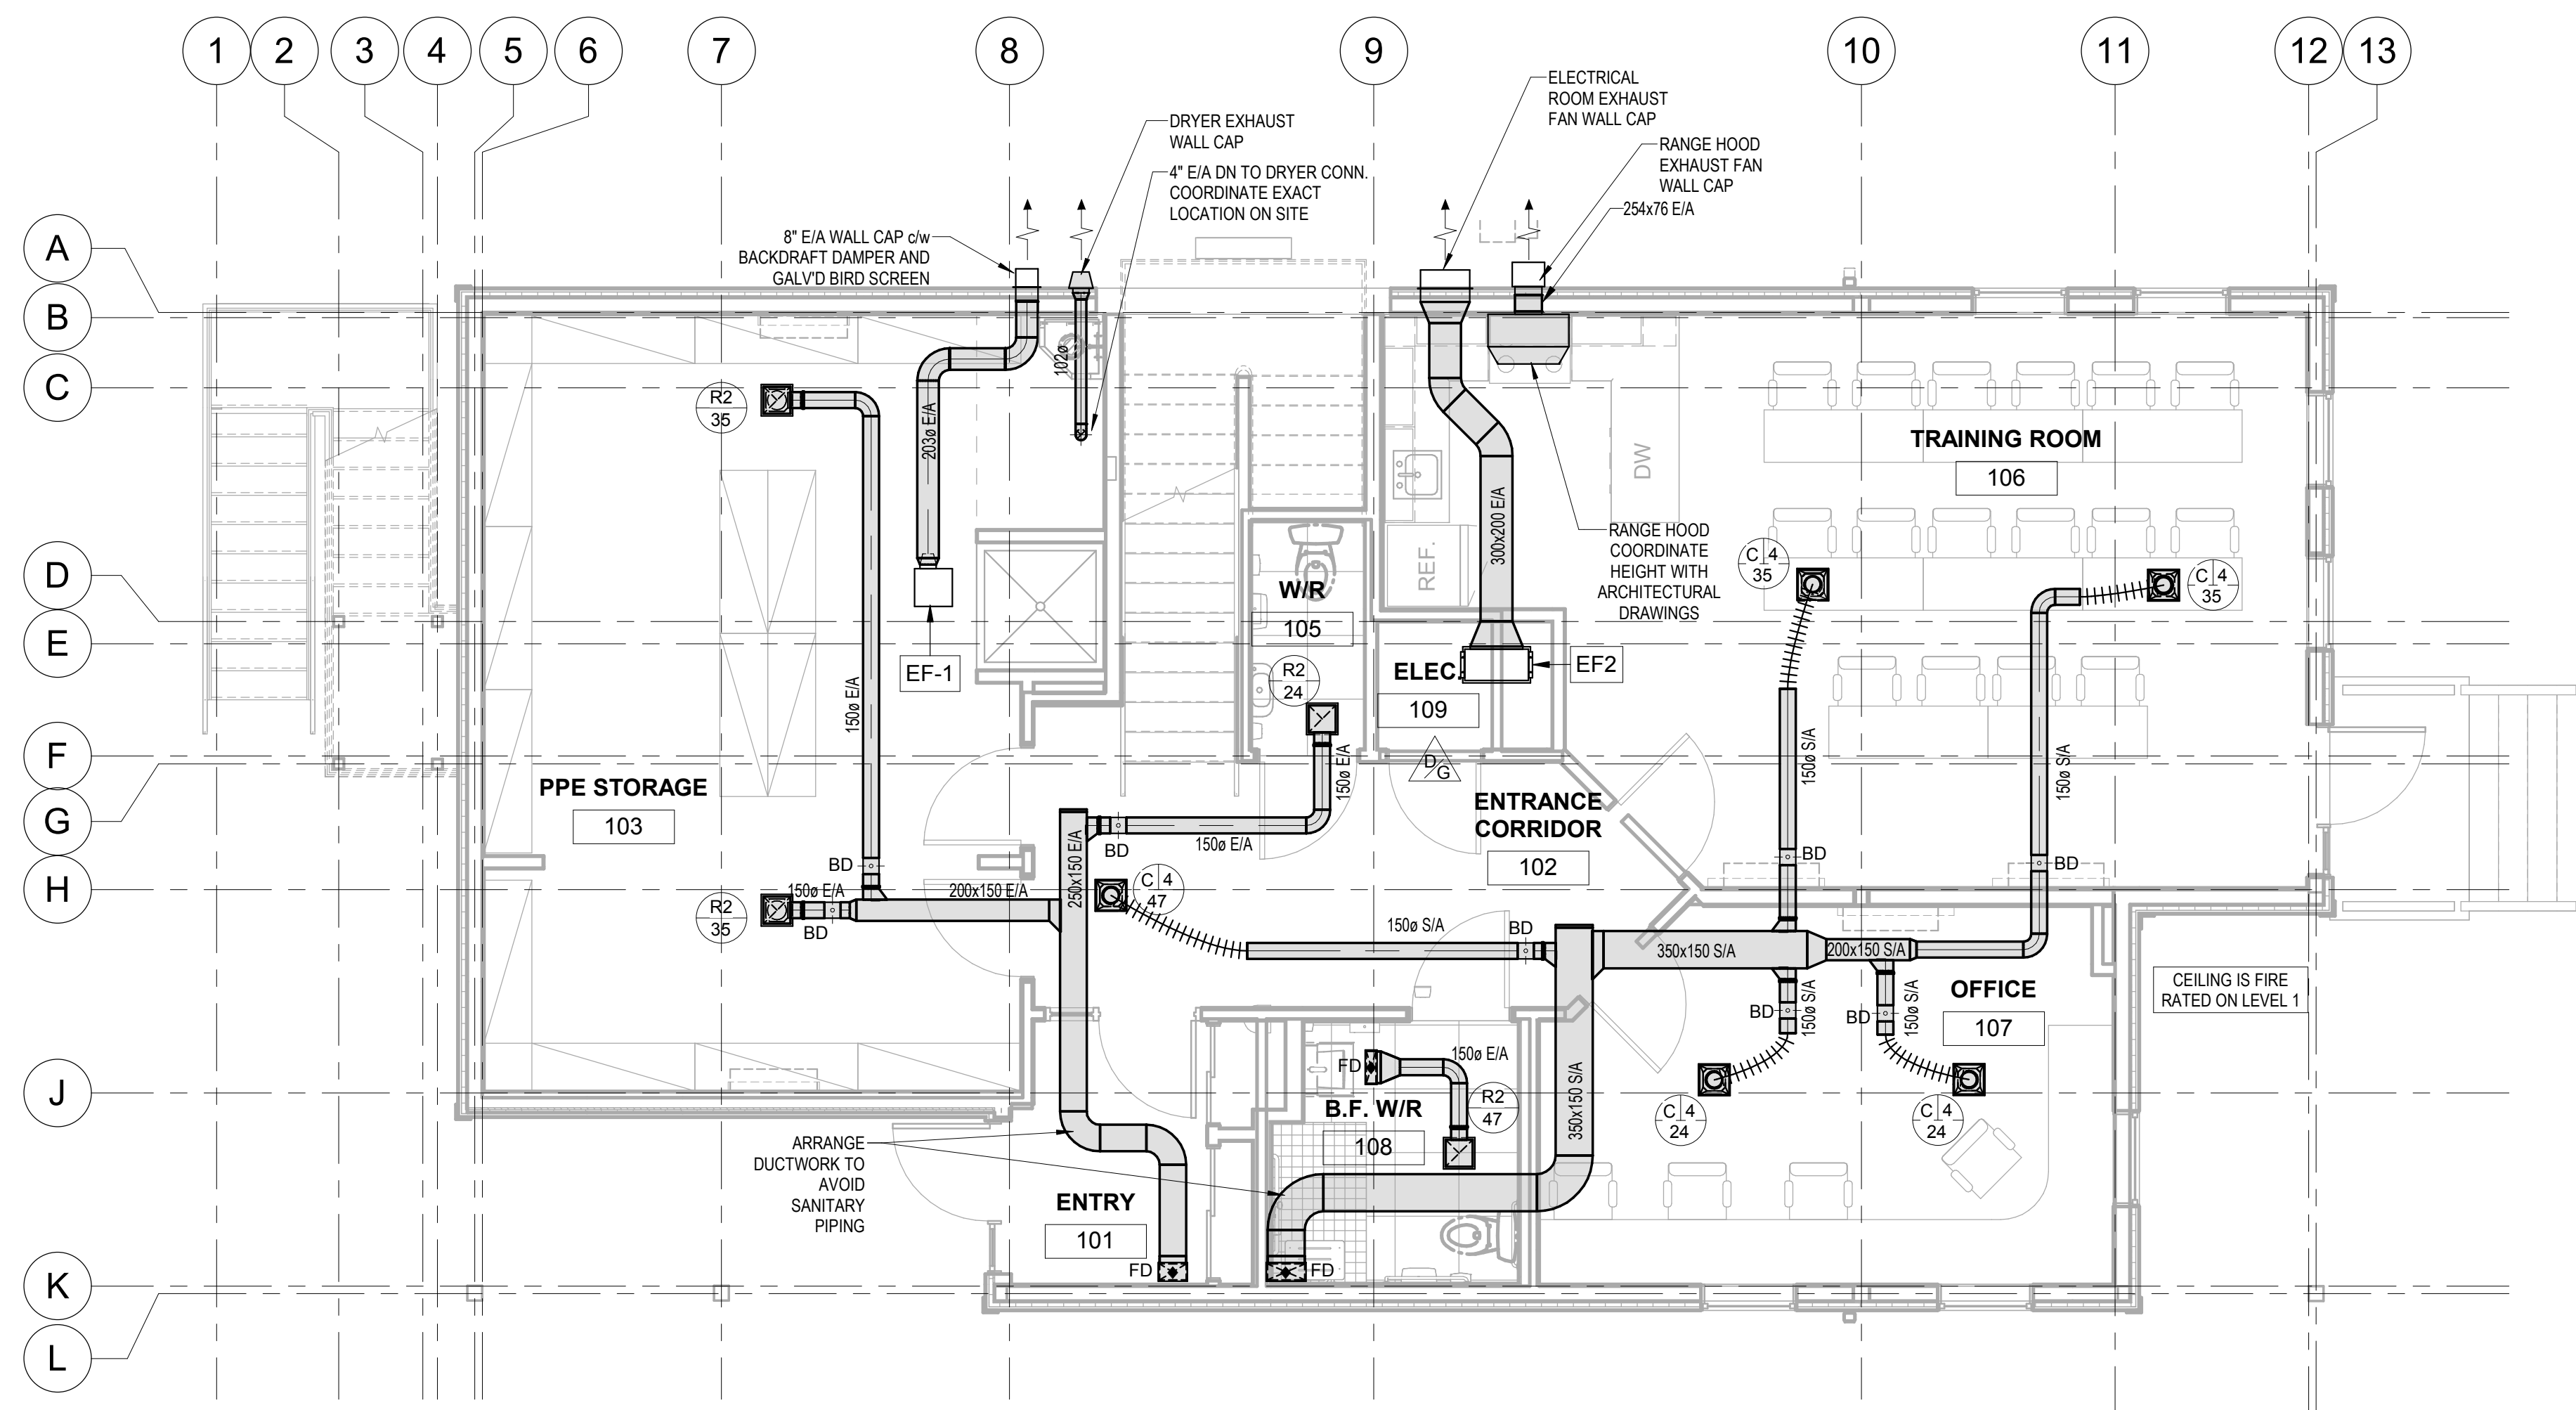 1
2
3
4
5
6
7
8
9
10
11
12
13
A
B
C
D
E
F
G
H
J
K
L
ELECTRICAL
ROOM EXHAUST
FAN WALL CAP
DRYER EXHAUST
WALL CAP
RANGE HOOD
EXHAUST FAN
WALL CAP
4" E/A DN TO DRYER CONN.
COORDINATE EXACT
LOCATION ON SITE
254x76 E/A
8" E/A WALL CAP c/w
BACKDRAFT DAMPER AND
GALV'D BIRD SCREEN
102ø
R2
35
203ø E/A
TRAINING ROOM
106
DW
REF.
300x200 E/A
RANGE HOOD
COORDINATE
HEIGHT WITH
ARCHITECTURAL
DRAWINGS
C 4
35
C 4
35
W/R
105
R2
24
EF-1
ELEC.
109
EF2
D/G
150ø E/A
150ø E/A
150ø E/A
150ø S/A
150ø S/A
PPE STORAGE
103
ENTRANCE
CORRIDOR
102
BD
BD
BD
BD
250x150 E/A
150ø E/A
200x150 E/A
R2
35
BD
C 4
47
150ø S/A
BD
350x150 S/A
200x150 S/A
OFFICE
107
CEILING IS FIRE
RATED ON LEVEL 1
BD
150ø S/A
BD
150ø S/A
150ø E/A
FD
R2
47
350x150 S/A
B.F. W/R
108
C 4
24
C 4
24
ARRANGE
DUCTWORK TO
AVOID
SANITARY
PIPING
ENTRY
101
FD
FD